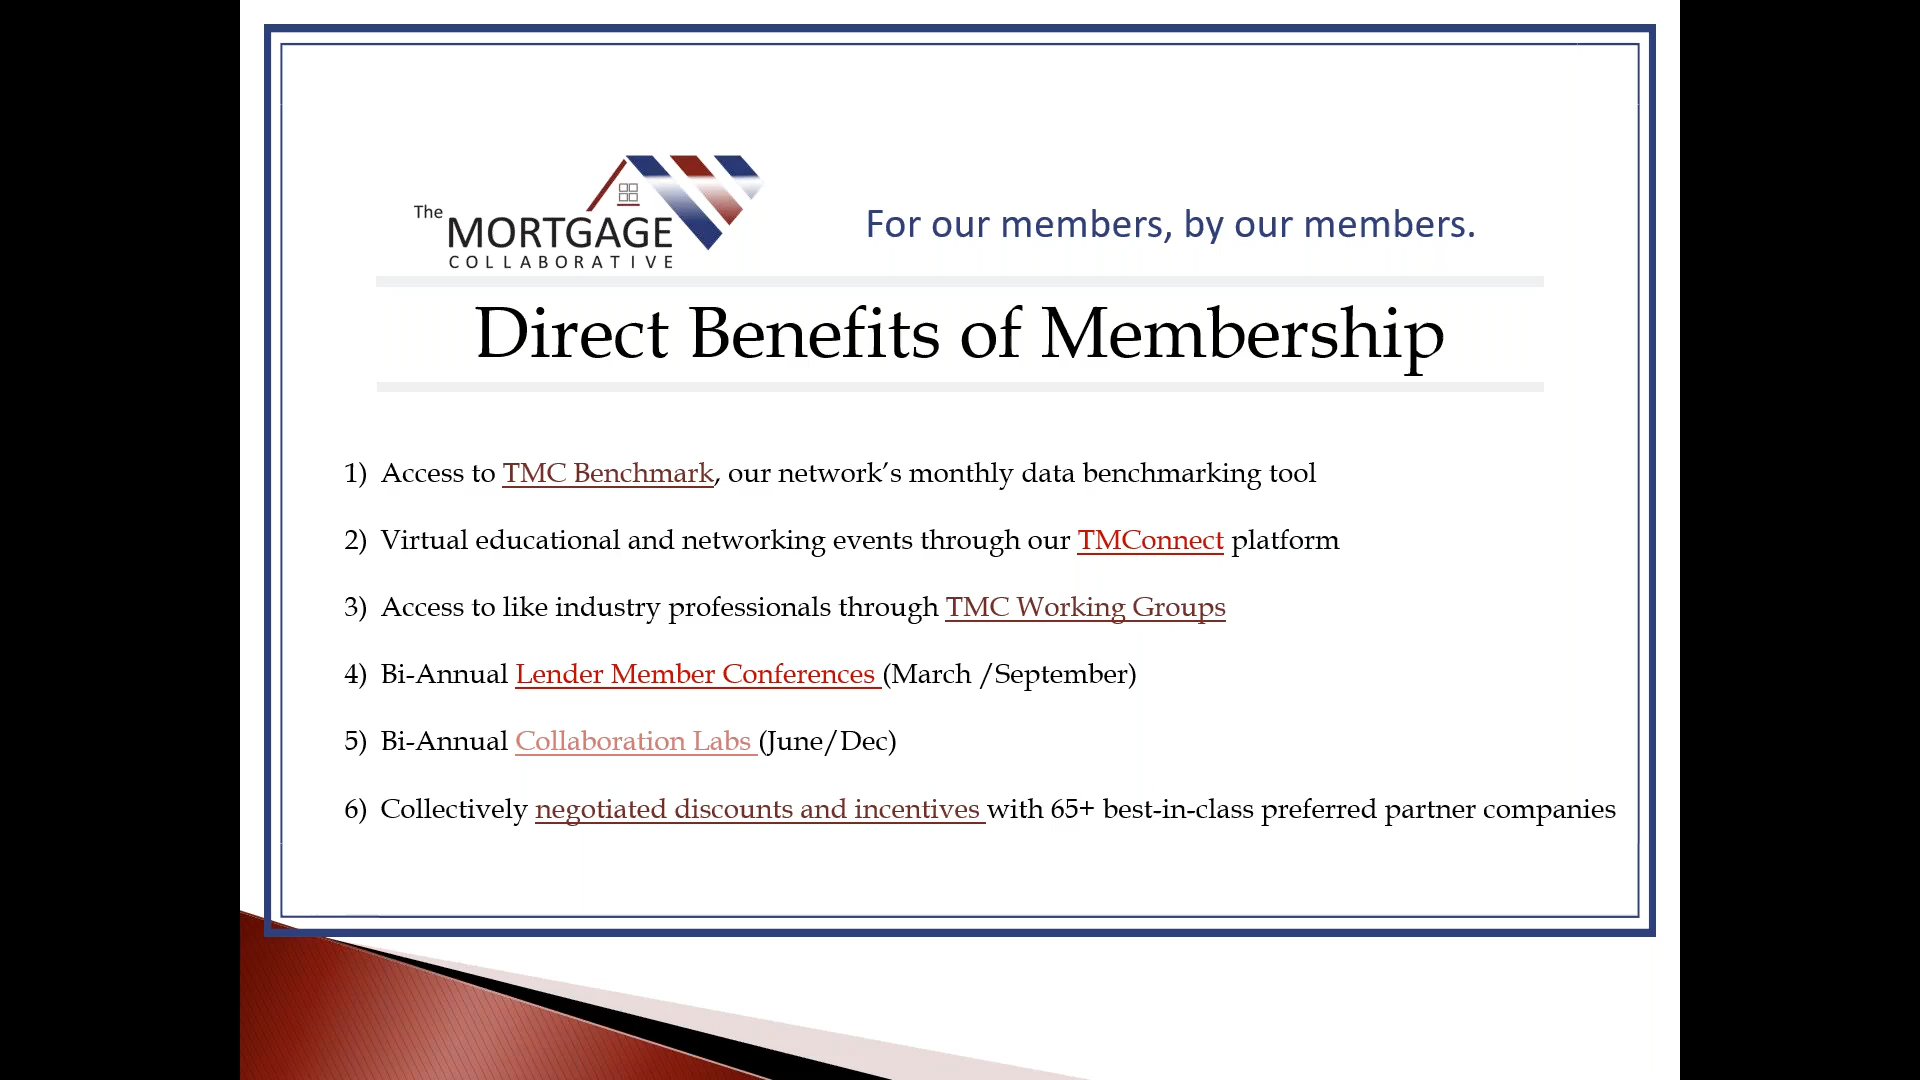 The
MORTGAGE
COLLABORATIVE
For our members, by our members.
Direct Benefits of Membership
1) Access to TMC Benchmark, our network’s monthly data benchmarking tool
2) Virtual educational and networking events through our TMConnect platform
3) Access to like industry professionals through TMC Working Groups
4) Bi-Annual Lender Member Conferences (March /September)
5) Bi-Annual Collaboration Labs (June/Dec)
6) Collectively negotiated discounts and incentives with 65+ best-in-class preferred partner companies